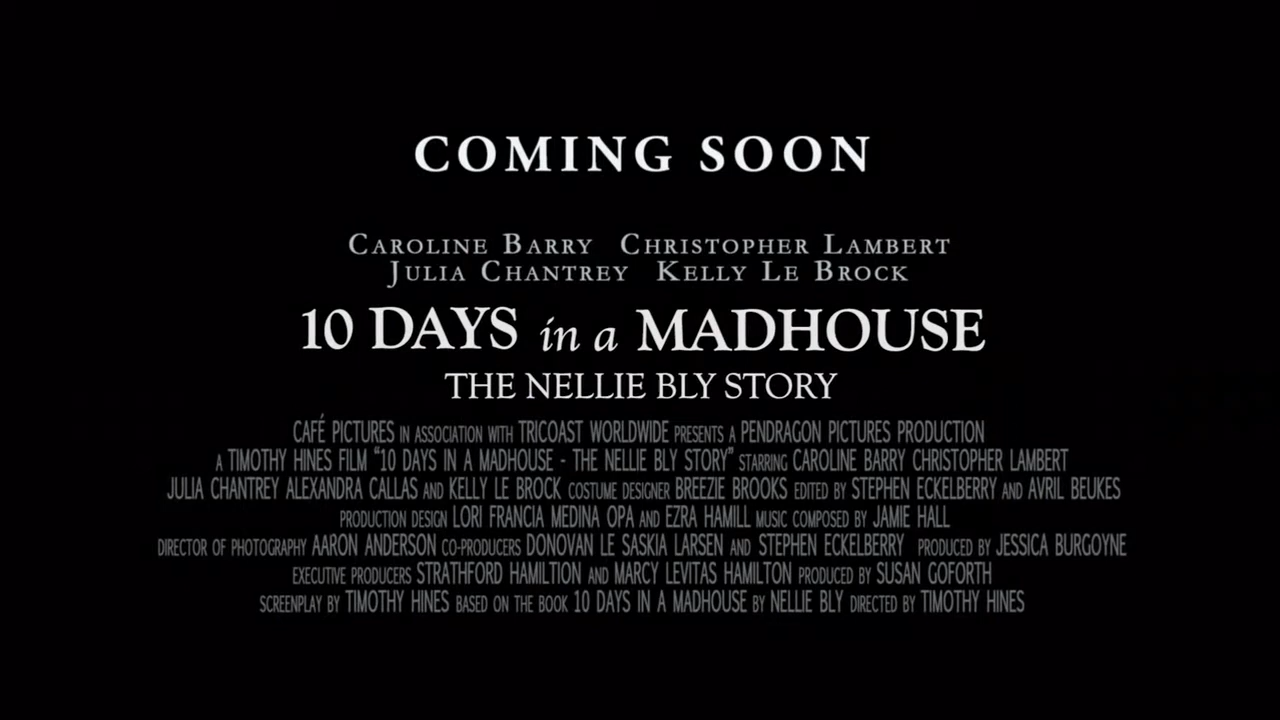 COMING SOON
CAROLINE BARRY CHRISTOPHER LAMBERT
JULIA CHANTREY KELLY LE BROCK
10 DAYS in a MADHOUSE
THE NELLIE BLY STORY
CAFÉ PICTURES IN ASSOCIATION WITH TRICOAST WORLDWIDE PRESENTS A PENDRAGON PICTURES PRODUCTION
A TIMOTHY HINES FILM "10 DAYS IN A MADHOUSE - THE NELLIE BLY STORY" STARRING CAROLINE BARRY CHRISTOPHER LAMBERT
JULIA CHANTREY ALEXANDRA CALLAS AND KELLY LE BROCK COSTUME DESIGNER BREEZIE BROOKS EDITED BY STEPHEN ECKELBERRY AND AVRIL BEUKES
PRODUCTION DESIGN LORI FRANCIA MEDINA OPA AND EZRA HAMILL MUSIC COMPOSED BY JAMIE HALL
DIRECTOR OF PHOTOGRAPHY AARON ANDERSON CO-PRODUCERS DONOVAN LE SASKIA LARSEN AND STEPHEN ECKELBERRY PRODUCED BY JESSICA BURGOYNE
EXECUTIVE PRODUCERS STRATHFORD HAMILTION AND MARCY LEVITAS HAMILTON PRODUCED BY SUSAN GOFORTH
SCREENPLAY BY TIMOTHY HINES BASED ON THE BOOK 10 DAYS IN A MADHOUSE BY NELLIE BLY DIRECTED BY TIMOTHY HINES